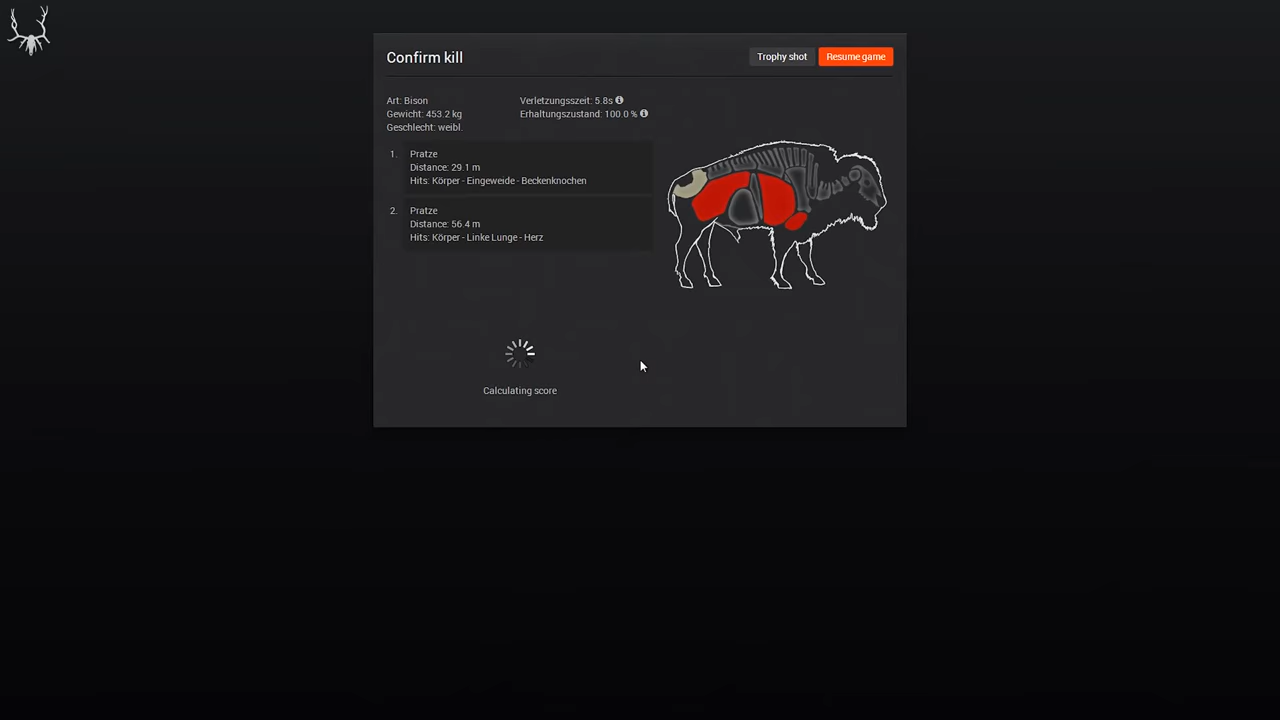 Confirm kill
Trophy shot
Resume game
Art: Bison
Gewicht: 453.2 kg
Geschlecht: weibl.
Verletzungsszeit: 5.8s
Erhaltungszustand: 100.0 %
1.
Pratze
Distance: 29.1 m
Hits: Körper - Eingeweide - Beckenknochen
2.
Pratze
Distance: 56.4 m
Hits: Körper - Linke Lunge - Herz
Calculating score